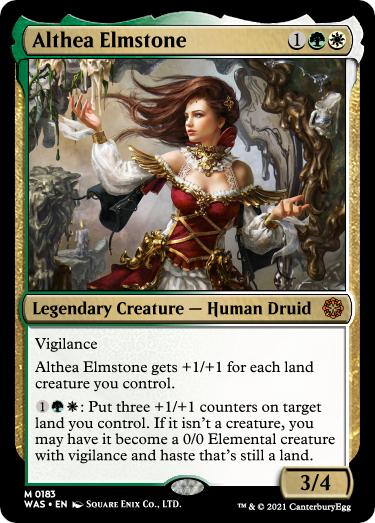 Althea Elmstone 1
Legendary Creature — Human Druid
Vigilance
Althea Elmstone gets +1/+1 for each land
creature you control.
1: Put three +1/+1 counters on target
land you control. If it isn't a creature, you
may have it become a 0/0 Elemental creature
with vigilance and haste that's still a land.
3/4
M 0183
WAS • EN SQUARE ENIX CO., LTD.
™ & © 2021 CanterburyEgg